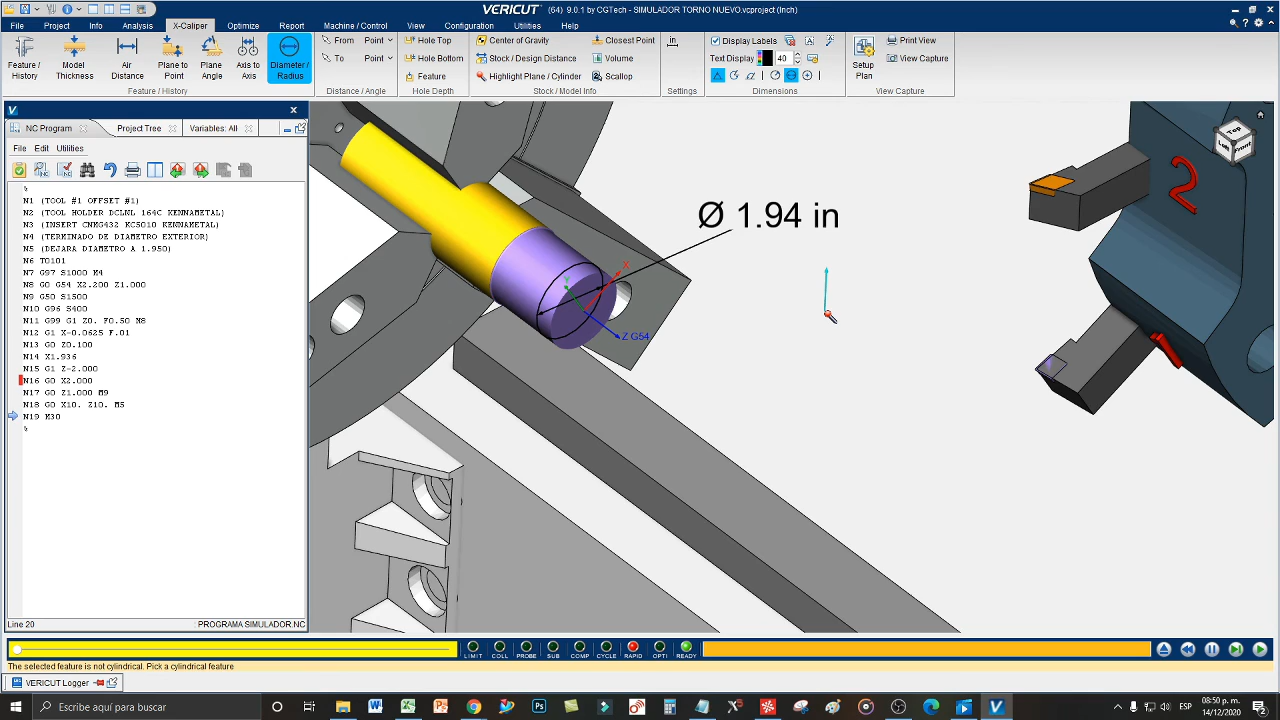 VERICUT (64) 9.0.1 by CGTech - SIMULADOR TORNO NUEVO.vcproject (Inch)
File Project Info Analysis X-Caliper Optimize Report Machine / Control View Configuration Utilities Help
Feature / History
Model Thickness
Air Distance
Plane to Point
Plane Angle
Axis to Axis
Diameter / Radius
Feature / History
From Point
To Point
Distance / Angle
Hole Top
Hole Bottom
Feature
Hole Depth
Center of Gravity
Stock / Design Distance
Highlight Plane / Cylinder
Closest Point
Volume
Scallop
Stock / Model Info
in
Settings
Display Labels
Text Display 40
Dimensions
Setup Plan
Print View
View Capture
View Capture
NC Program Project Tree Variables: All
File Edit Utilities
%
N1 (TOOL #1 OFFSET #1)
N2 (TOOL HOLDER DCLNL 164C KENNAMETAL)
N3 (INSERT CNMG432 KC5010 KENNAMETAL)
N4 (TERMINADO DE DIAMETRO EXTERIOR)
N5 (DEJARA DIAMETRO A 1.950)
N6 T0101
N7 G97 S1000 M4
N8 G0 G54 X2.200 Z1.000
N9 G50 S1500
N10 G96 S400
N11 G99 G1 Z0. F0.50 M8
N12 G1 X-0.0625 F.01
N13 G0 Z0.100
N14 X1.936
N15 G1 Z-2.000
N16 G0 X2.000
N17 G0 Z1.000 M9
N18 G0 X10. Z10. M5
N19 M30
%
Ø 1.94 in
X
Y
Z G54
2
Top
Left
Front
Line 20
PROGRAMA SIMULADOR.NC
LIMIT COLL PROBE SUB COMP CYCLE RAPID OPTI READY
The selected feature is not cylindrical. Pick a cylindrical feature
VERICUT Logger
Escribe aquí para buscar
ESP
08:50 p. m.
14/12/2020